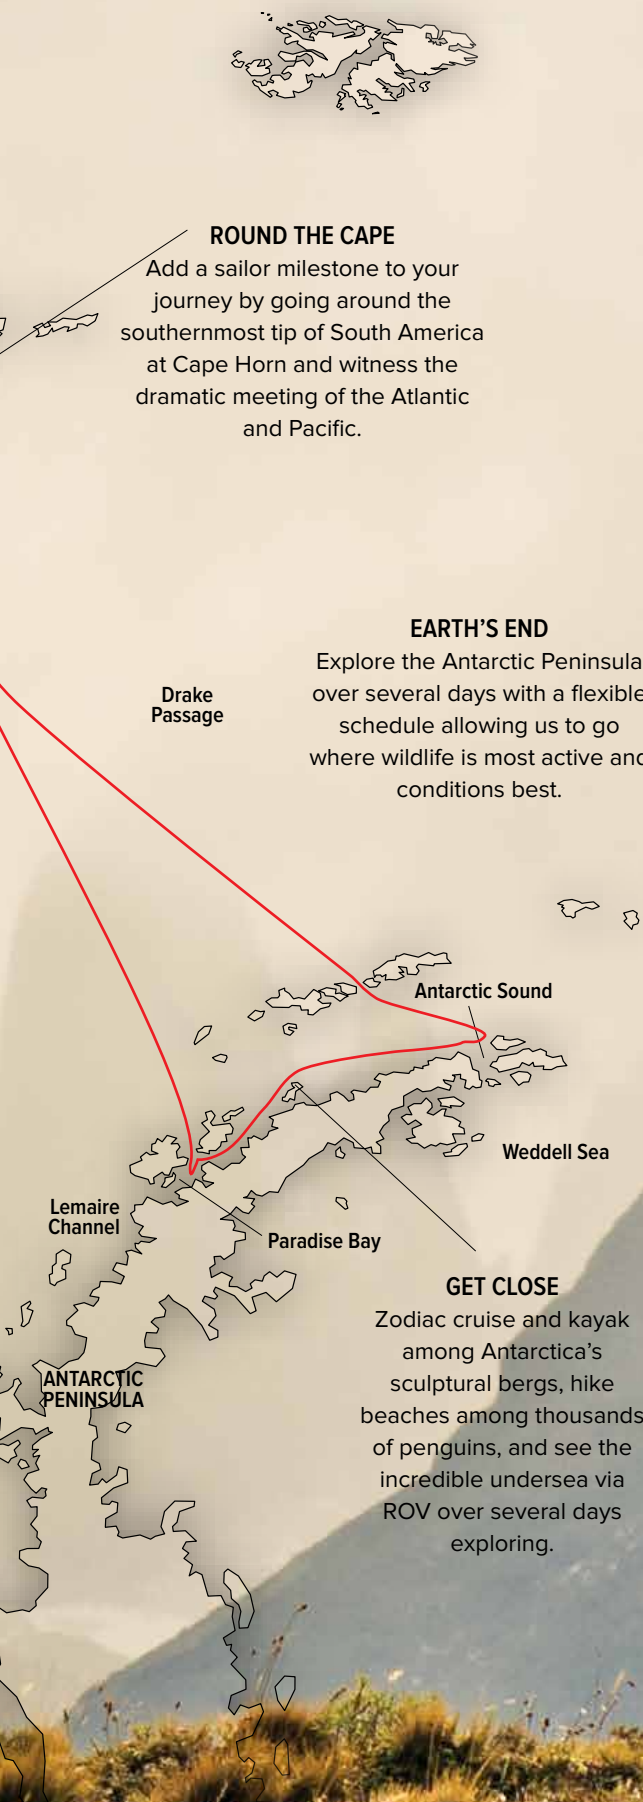 ROUND THE CAPE
Add a sailor milestone to your
journey by going around the
southernmost tip of South America
at Cape Horn and witness the
dramatic meeting of the Atlantic
and Pacific.
EARTH'S END
Explore the Antarctic Peninsula
over several days with a flexible
schedule allowing us to go
where wildlife is most active and
conditions best.
Drake
Passage
Antarctic Sound
Weddell Sea
Lemaire
Channel
Paradise Bay
GET CLOSE
Zodiac cruise and kayak
among Antarctica’s
sculptural bergs, hike
beaches among thousands
of penguins, and see the
incredible undersea via
ROV over several days
exploring.
ANTARCTIC
PENINSULA